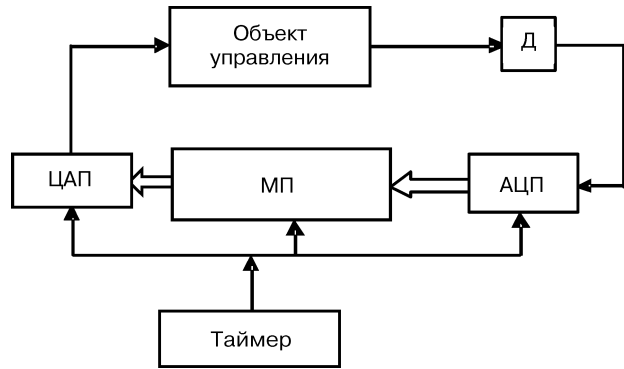 Объект
управления
Д
ЦАП
МП
АЦП
Таймер